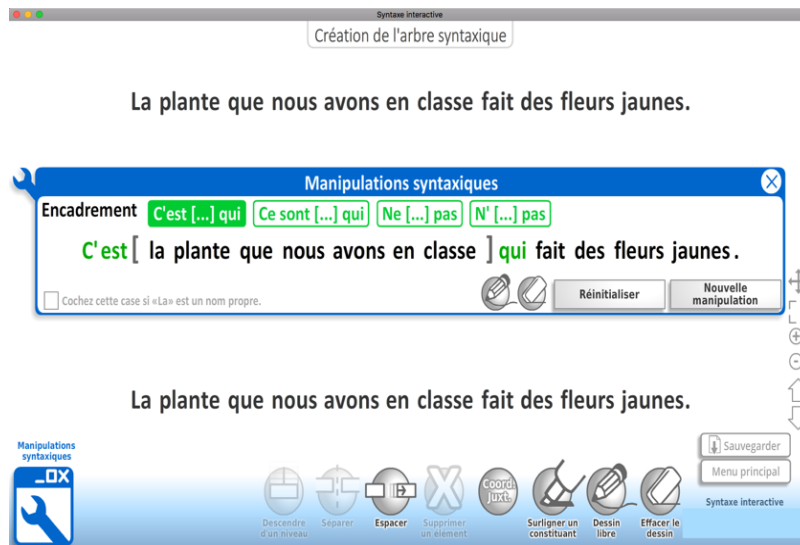 Syntaxe interactive
Création de l'arbre syntaxique
La plante que nous avons en classe fait des fleurs jaunes.
Manipulations syntaxiques
Encadrement C'est [...] qui Ce sont [...] qui Ne [...] pas N' [...] pas
C'est [ la plante que nous avons en classe ] qui fait des fleurs jaunes.
Cochez cette case si «La» est un nom propre.
Réinitialiser
Nouvelle
manipulation
La plante que nous avons en classe fait des fleurs jaunes.
Manipulations
syntaxiques
Coord.
Juxt.
Descendre
d'un niveau
Séparer
Espacer
Supprimer
un élément
Surligner un
constituant
Dessin
libre
Effacer le
dessin
Sauvegarder
Menu principal
Syntaxe interactive